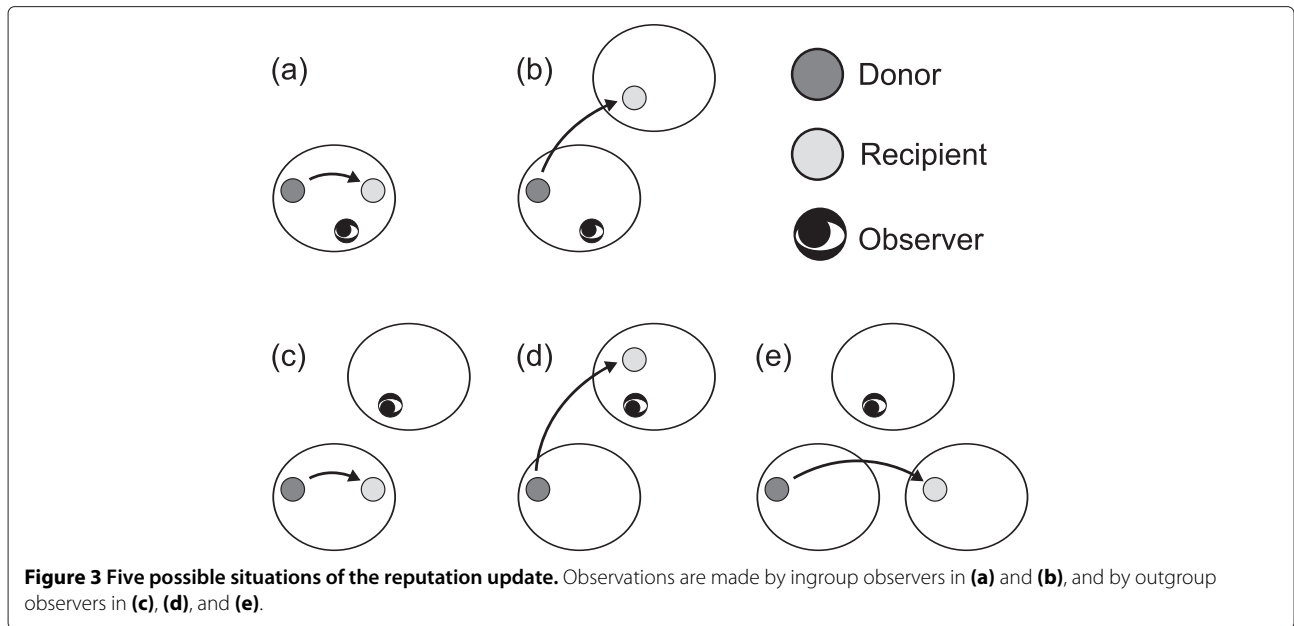 (a)
(b)
Donor
Recipient
Observer
(c)
(d)
(e)
Figure 3 Five possible situations of the reputation update. Observations are made by ingroup observers in (a) and (b), and by outgroup
observers in (c), (d), and (e).